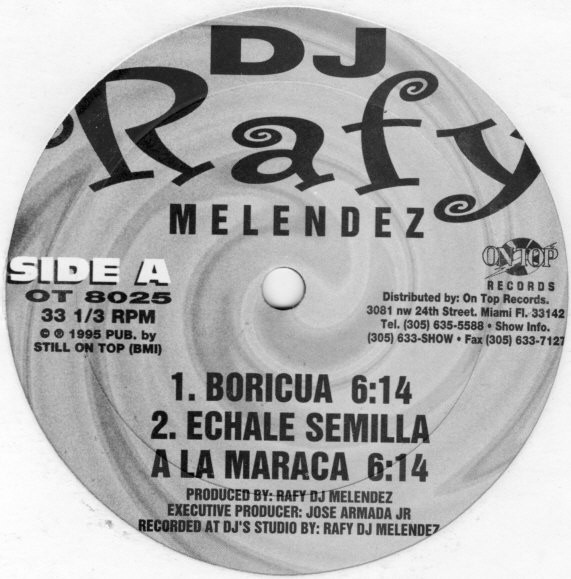 DJ
Rafy
MELENDEZ
SIDE A
OT 8025
33 1/3 RPM
© ℗ 1995 PUB. by
STILL ON TOP (BMI)
ON TOP
RECORDS
Distributed by: On Top Records.
3081 nw 24th Street. Miami Fl. 33142
Tel. (305) 635-5588 • Show Info.
(305) 633-SHOW • Fax (305) 633-7127
1. BORICUA 6:14
2. ECHALE SEMILLA
A LA MARACA 6:14
PRODUCED BY: RAFY DJ MELENDEZ
EXECUTIVE PRODUCER: JOSE ARMADA JR
RECORDED AT DJ'S STUDIO BY: RAFY DJ MELENDEZ